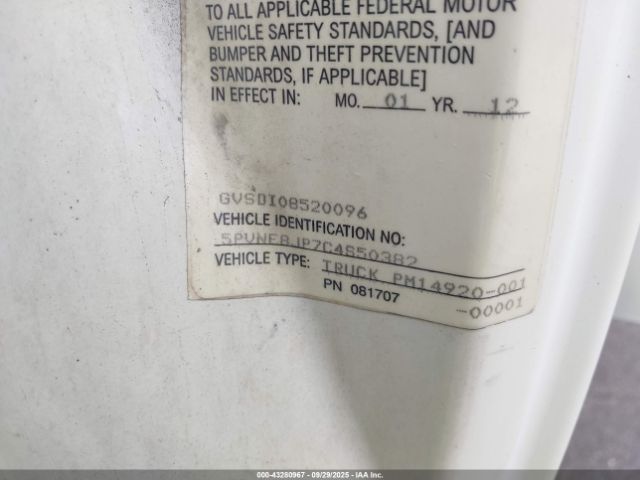 TO ALL APPLICABLE FEDERAL MOTOR
VEHICLE SAFETY STANDARDS, [AND
BUMPER AND THEFT PREVENTION
STANDARDS, IF APPLICABLE]
IN EFFECT IN: MO. 01 YR. 12
GVSDI08520096
VEHICLE IDENTIFICATION NO:
5PVNE8JP7C4S50382
VEHICLE TYPE: TRUCK PM14920-001
PN 081707 -00001
000-43280967 - 09/29/2025 - IAA Inc.